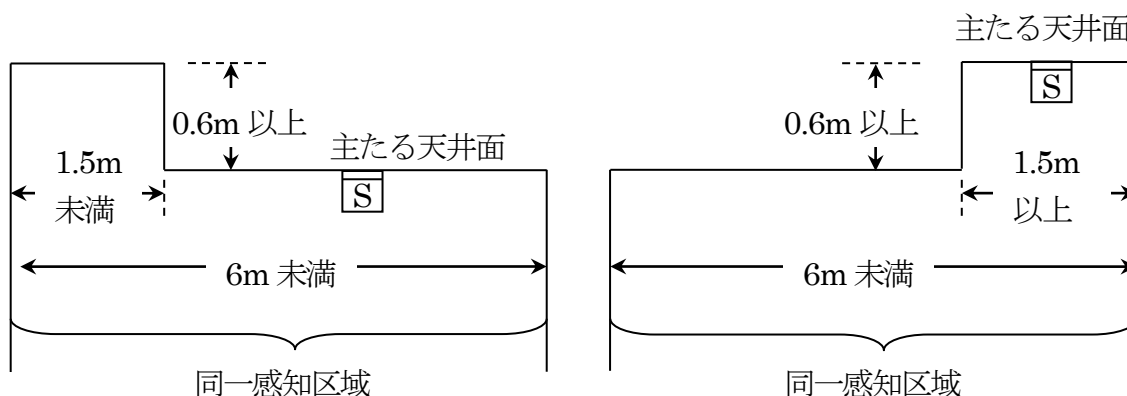 0.6m 以上
主たる天井面
1.5m
未満
S
6m 未満
同一感知区域
主たる天井面
S
0.6m 以上
1.5m
以上
6m 未満
同一感知区域